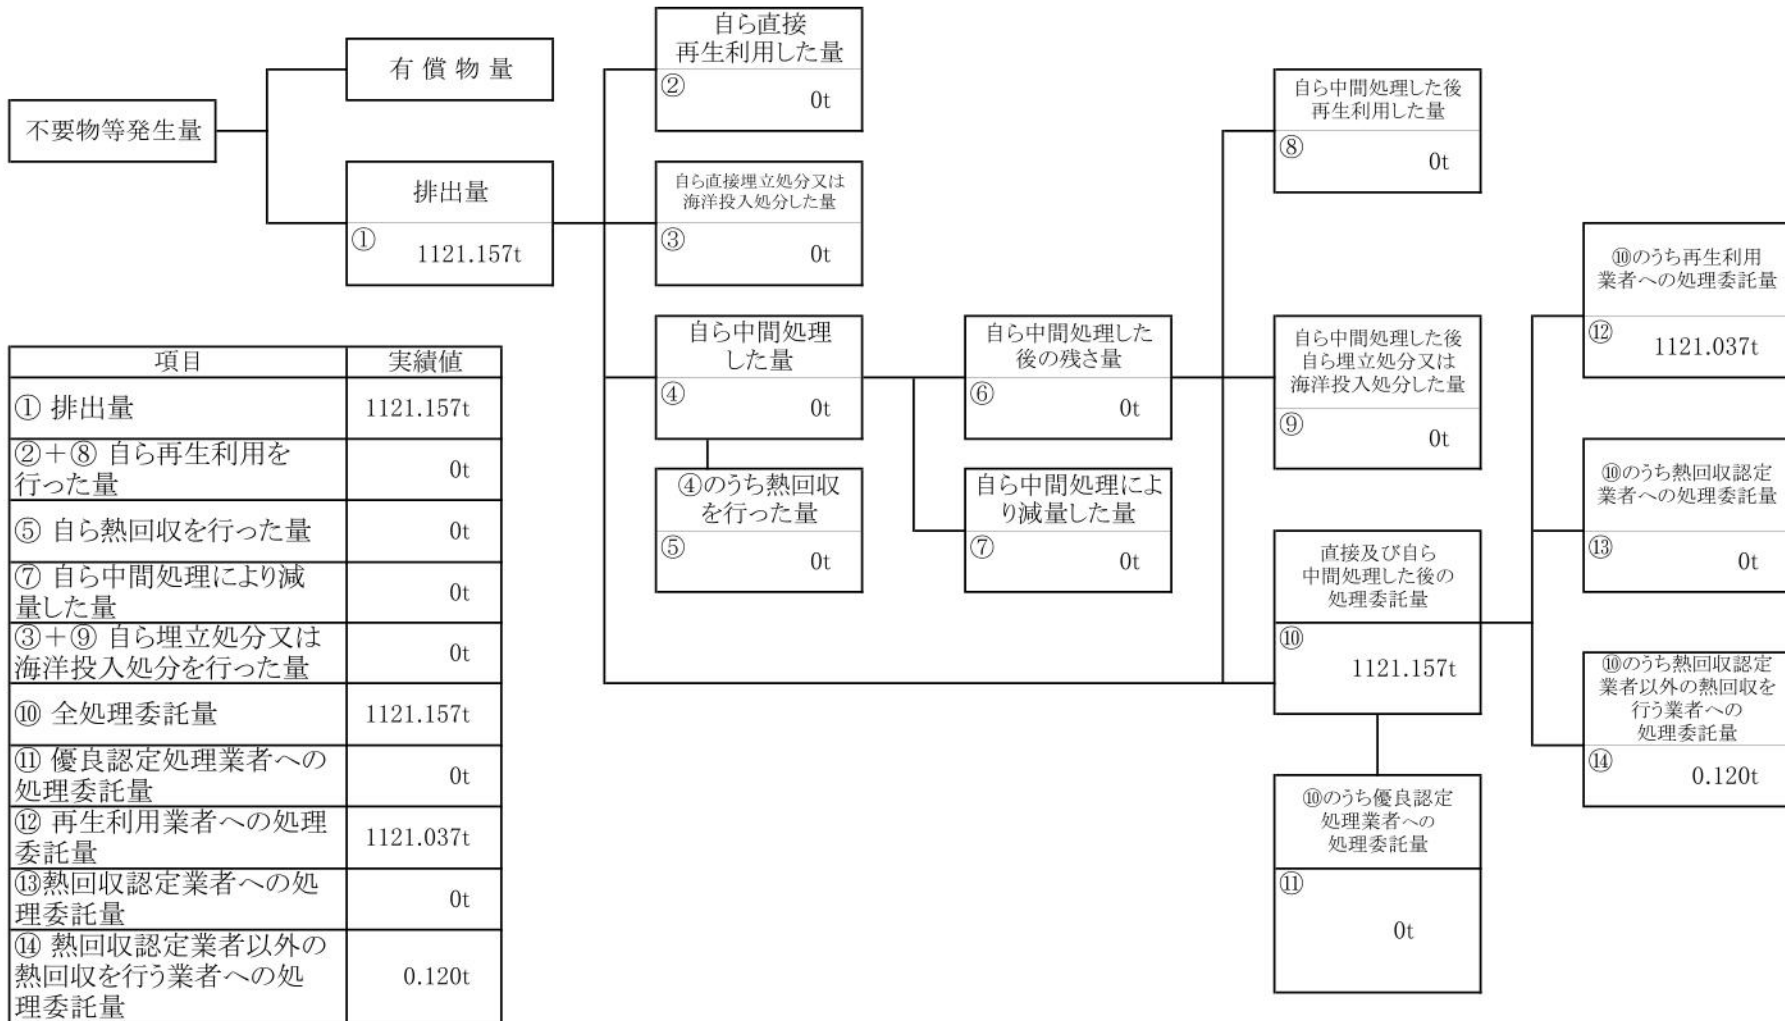 不要物等発生量
有償物量
排出量
①
1121.157t
自ら直接
再生利用した量
②
0t
自ら直接埋立処分又は
海洋投入処分した量
③
0t
自ら中間処理
した量
④
0t
④のうち熱回収
を行った量
⑤
0t
自ら中間処理した
後の残さ量
⑥
0t
自ら中間処理によ
り減量した量
⑦
0t
自ら中間処理した後
再生利用した量
⑧
0t
自ら中間処理した後
自ら埋立処分又は
海洋投入処分した量
⑨
0t
直接及び自ら
中間処理した後の
処理委託量
⑩
1121.157t
⑩のうち優良認定
処理業者への
処理委託量
⑪
0t
⑩のうち再生利用
業者への処理委託量
⑫
1121.037t
⑩のうち熱回収認定
業者への処理委託量
⑬
0t
⑩のうち熱回収認定
業者以外の熱回収を
行う業者への
処理委託量
⑭
0.120t
項目 実績値
① 排出量 1121.157t
②+⑧ 自ら再生利用を
行った量
0t
⑤ 自ら熱回収を行った量 0t
⑦ 自ら中間処理により減
量した量
0t
③+⑨ 自ら埋立処分又は
海洋投入処分を行った量
0t
⑩ 全処理委託量 1121.157t
⑪ 優良認定処理業者への
処理委託量
0t
⑫ 再生利用業者への処理
委託量
1121.037t
⑬熱回収認定業者への処
理委託量
0t
⑭ 熱回収認定業者以外の
熱回収を行う業者への処
理委託量
0.120t